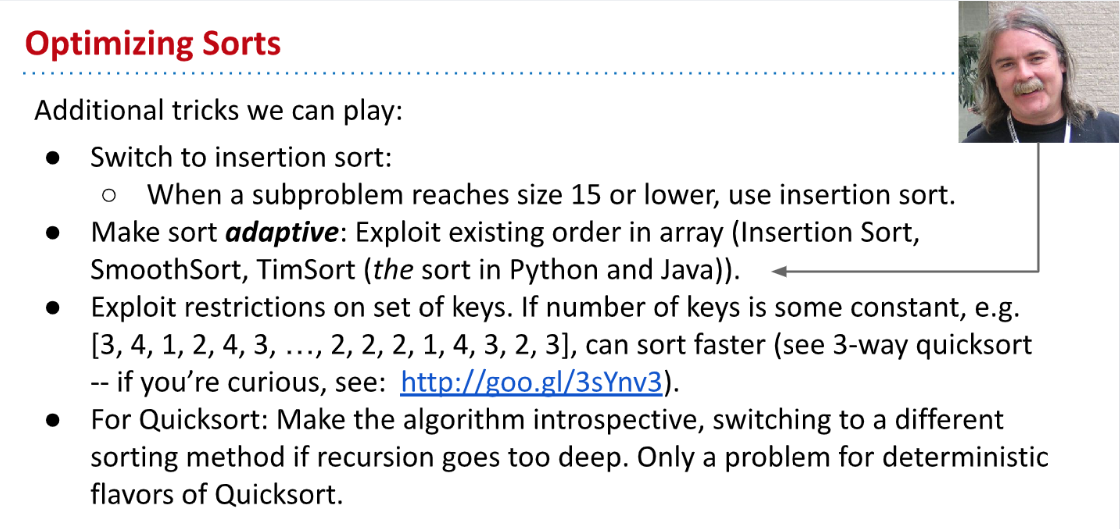 Optimizing Sorts
Additional tricks we can play:
● Switch to insertion sort:
○ When a subproblem reaches size 15 or lower, use insertion sort.
● Make sort adaptive: Exploit existing order in array (Insertion Sort,
SmoothSort, TimSort (the sort in Python and Java)).
● Exploit restrictions on set of keys. If number of keys is some constant, e.g.
[3, 4, 1, 2, 4, 3, …, 2, 2, 2, 1, 4, 3, 2, 3], can sort faster (see 3-way quicksort
-- if you’re curious, see: http://goo.gl/3sYnv3).
● For Quicksort: Make the algorithm introspective, switching to a different
sorting method if recursion goes too deep. Only a problem for deterministic
flavors of Quicksort.